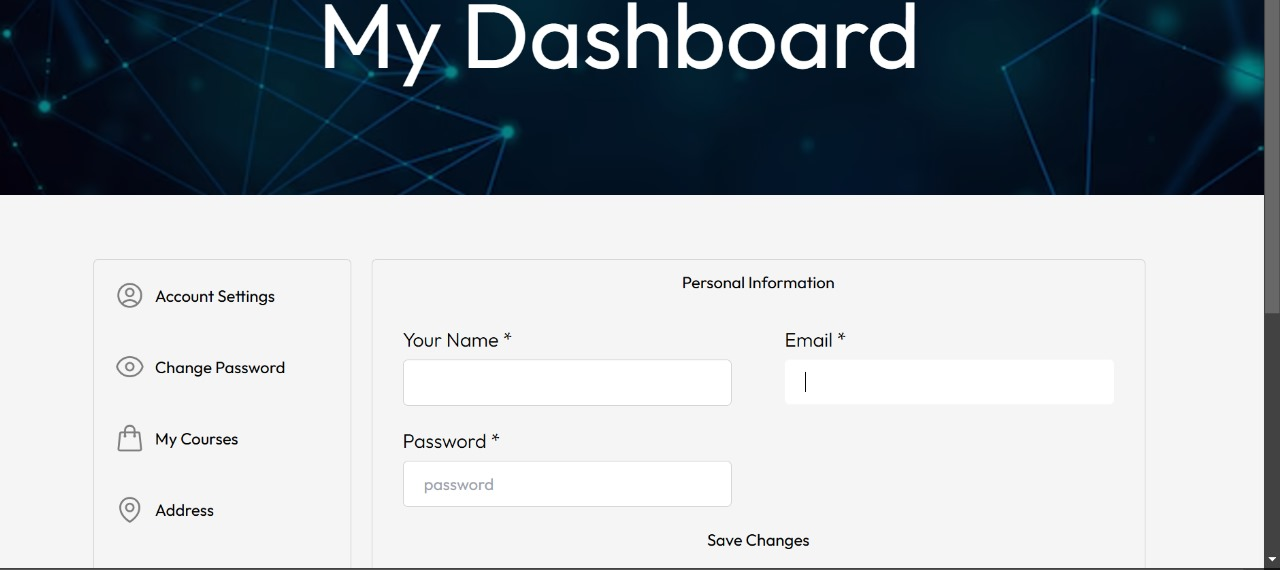 My Dashboard
Account Settings
Change Password
My Courses
Address
Personal Information
Your Name *
Email *
Password *
password
Save Changes